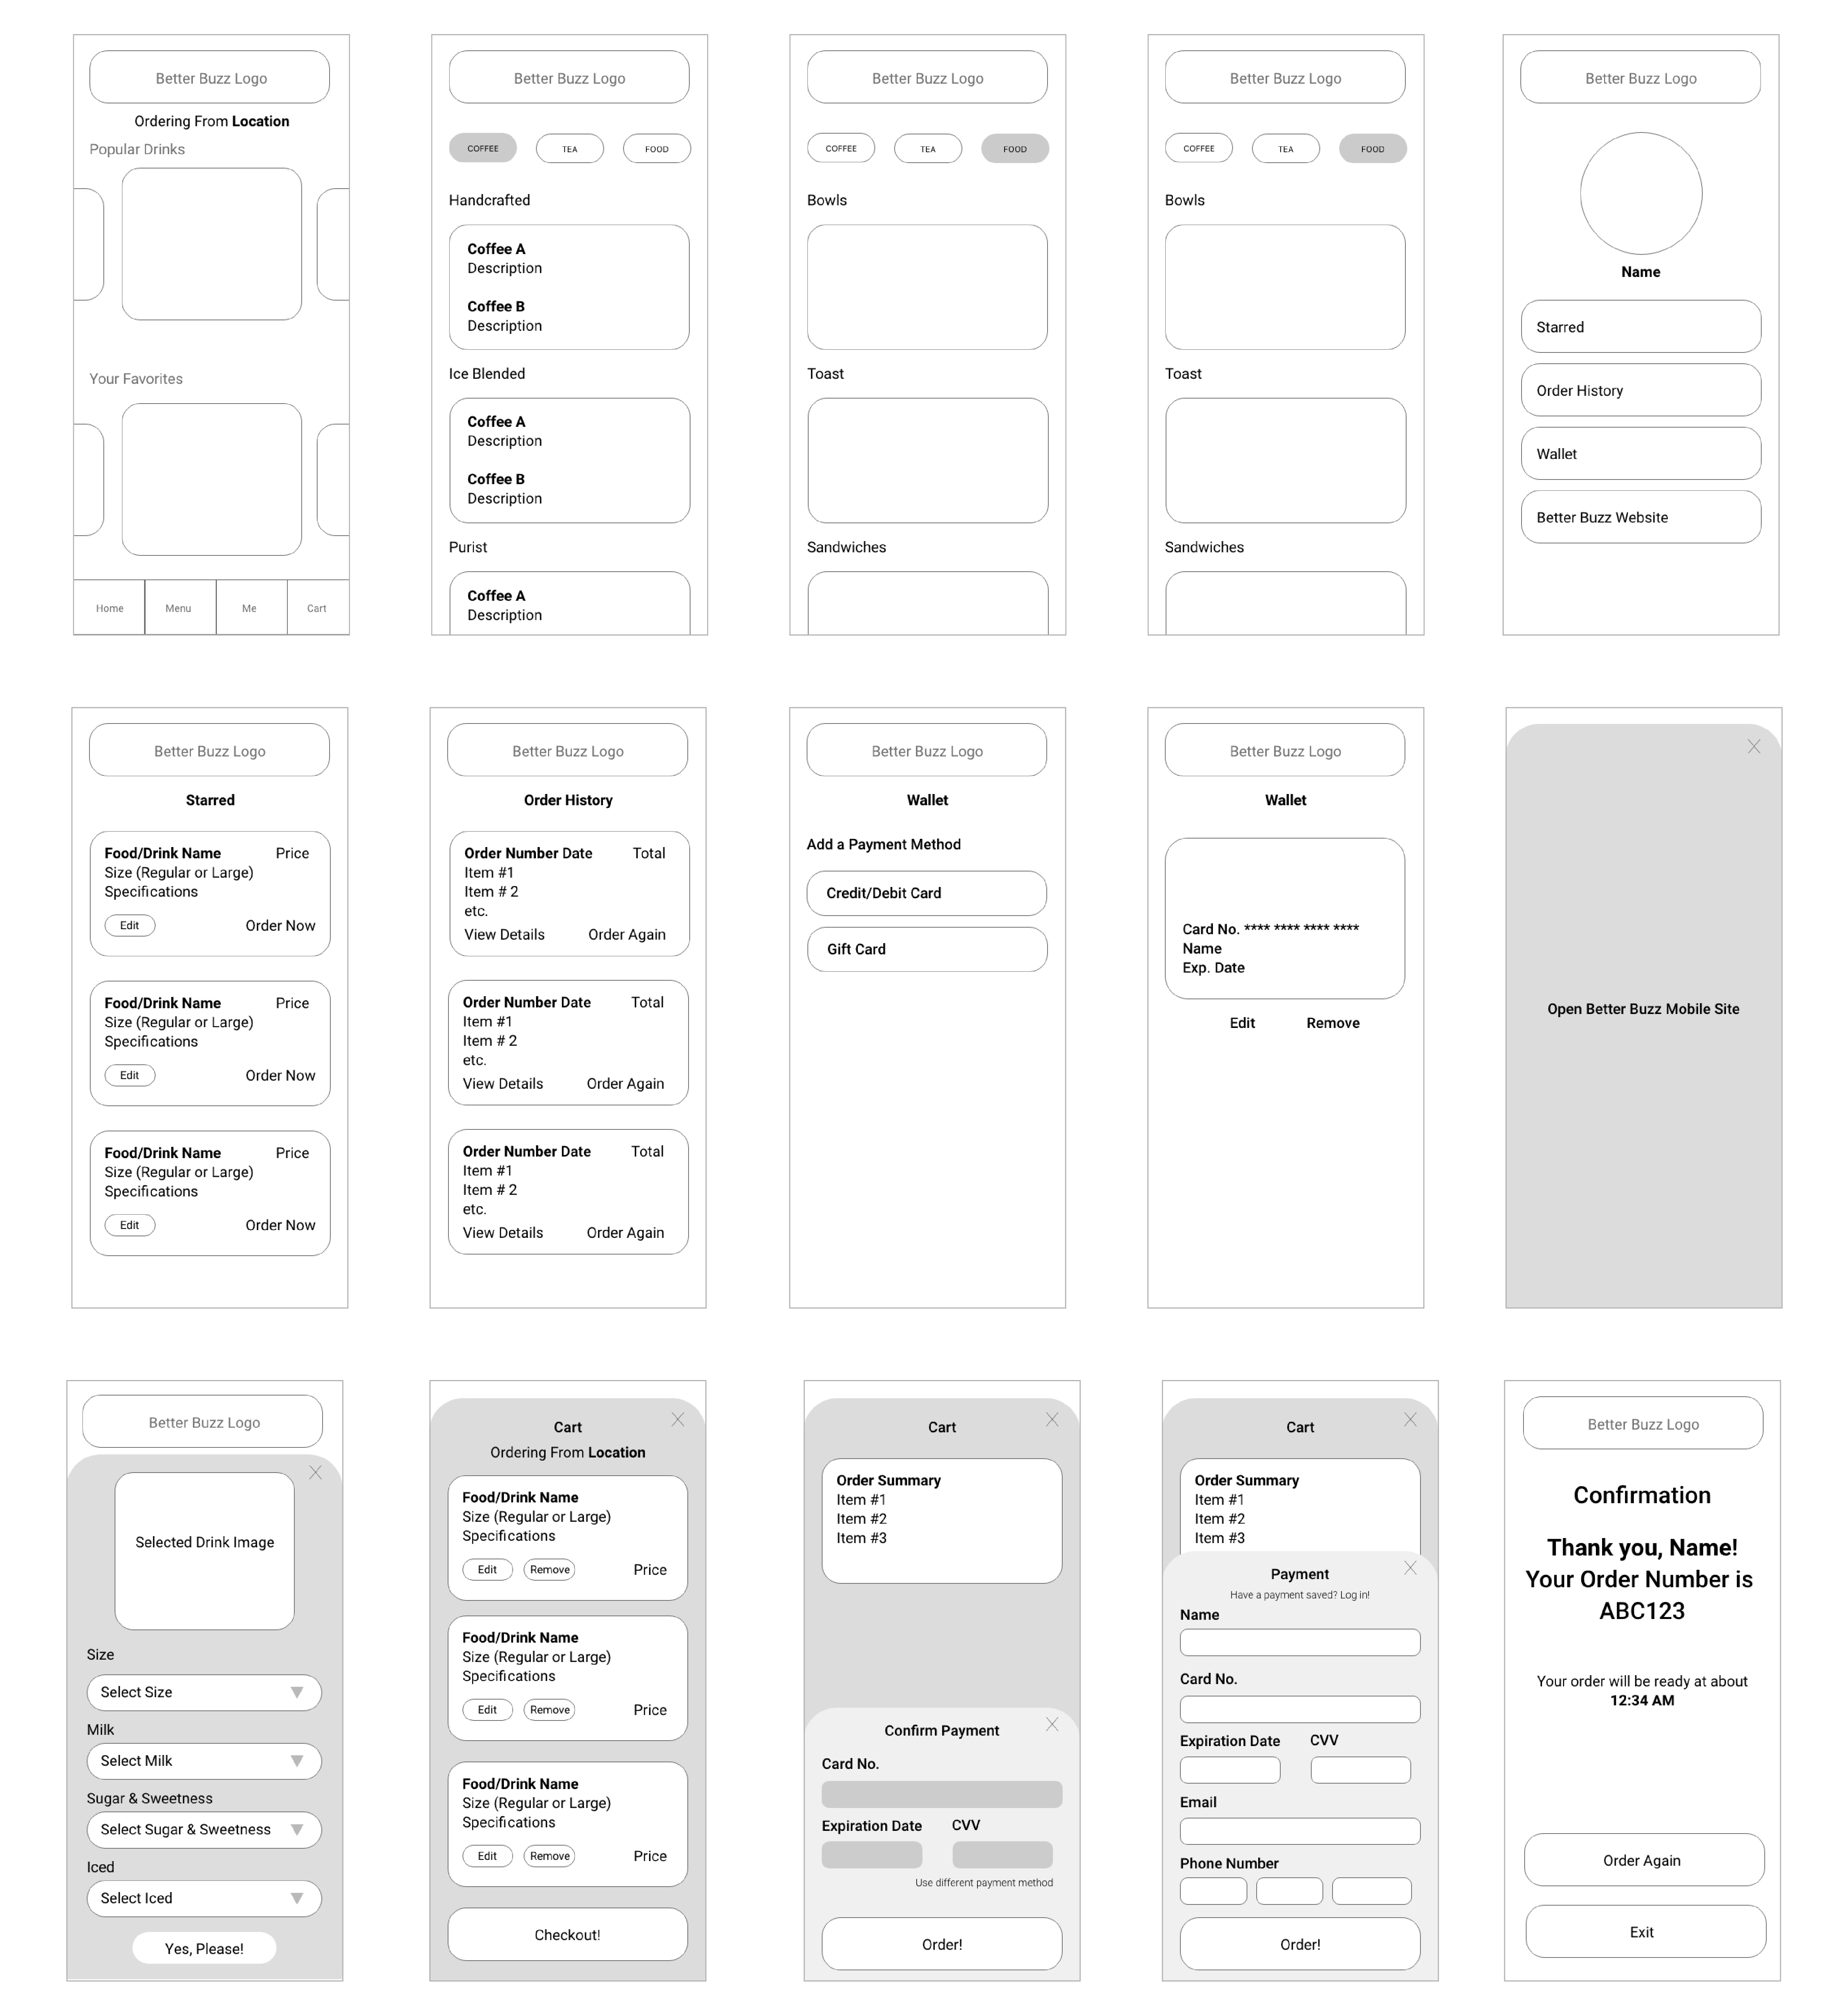 Better Buzz Logo
Ordering From Location
Popular Drinks
Your Favorites
Home Menu Me Cart
Better Buzz Logo
COFFEE TEA FOOD
Handcrafted
Coffee A
Description
Coffee B
Description
Ice Blended
Coffee A
Description
Coffee B
Description
Purist
Coffee A
Description
Better Buzz Logo
COFFEE TEA FOOD
Bowls
Toast
Sandwiches
Better Buzz Logo
COFFEE TEA FOOD
Bowls
Toast
Sandwiches
Better Buzz Logo
Name
Starred
Order History
Wallet
Better Buzz Website
Better Buzz Logo
Starred
Food/Drink Name Price
Size (Regular or Large)
Specifications
Edit Order Now
Food/Drink Name Price
Size (Regular or Large)
Specifications
Edit Order Now
Food/Drink Name Price
Size (Regular or Large)
Specifications
Edit Order Now
Better Buzz Logo
Order History
Order Number Date Total
Item #1
Item # 2
etc.
View Details Order Again
Order Number Date Total
Item #1
Item # 2
etc.
View Details Order Again
Order Number Date Total
Item #1
Item # 2
etc.
View Details Order Again
Better Buzz Logo
Wallet
Add a Payment Method
Credit/Debit Card
Gift Card
Better Buzz Logo
Wallet
Card No. **** **** **** ****
Name
Exp. Date
Edit Remove
Open Better Buzz Mobile Site
Better Buzz Logo
Selected Drink Image
Size
Select Size
Milk
Select Milk
Sugar & Sweetness
Select Sugar & Sweetness
Iced
Select Iced
Yes, Please!
Cart
Ordering From Location
Food/Drink Name
Size (Regular or Large)
Specifications
Edit Remove Price
Food/Drink Name
Size (Regular or Large)
Specifications
Edit Remove Price
Food/Drink Name
Size (Regular or Large)
Specifications
Edit Remove Price
Checkout!
Cart
Order Summary
Item #1
Item #2
Item #3
Confirm Payment
Card No.
Expiration Date CVV
Use different payment method
Order!
Cart
Order Summary
Item #1
Item #2
Item #3
Payment
Have a payment saved? Log in!
Name
Card No.
Expiration Date CVV
Email
Phone Number
Order!
Better Buzz Logo
Confirmation
Thank you, Name!
Your Order Number is
ABC123
Your order will be ready at about
12:34 AM
Order Again
Exit